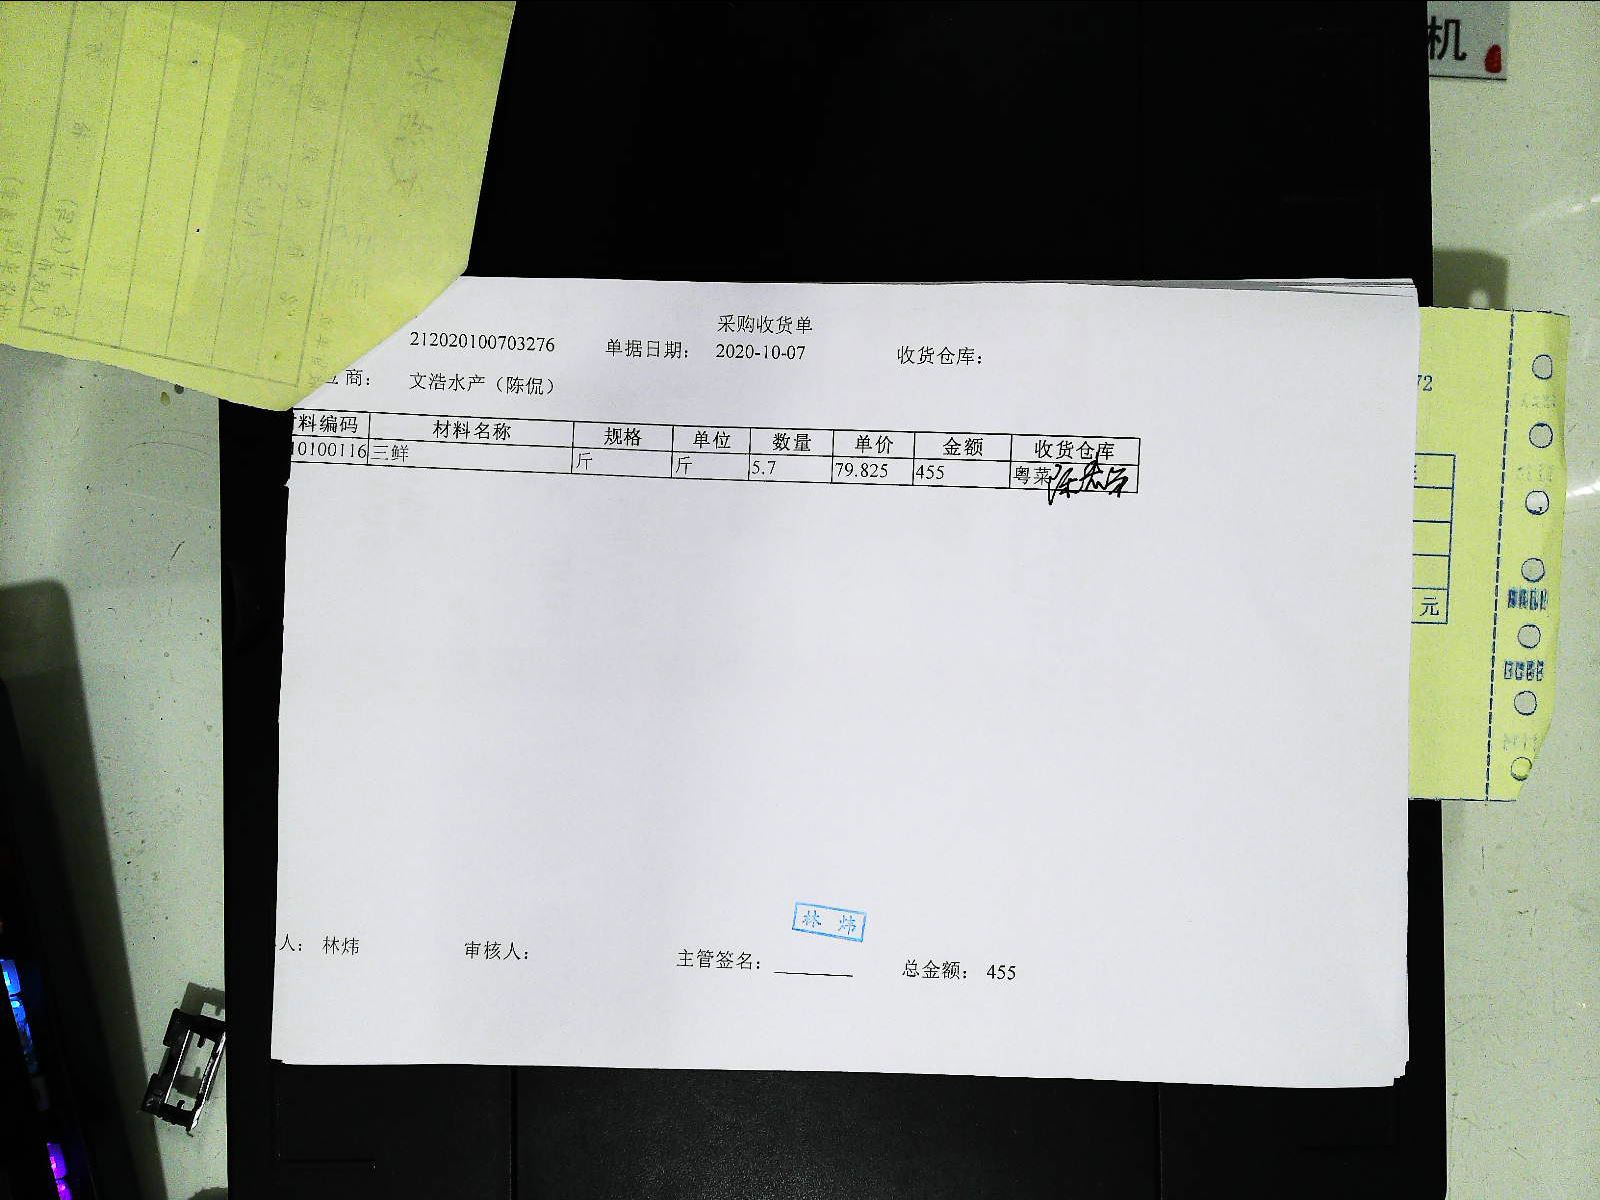 机
采购收货单
212020100703276 单据日期： 2020-10-07 收货仓库：
商： 文浩水产（陈侃）
料编码 材料名称 规格 单位 数量 单价 金额 收货仓库
10100116 三鲜 斤 斤 5.7 79.825 455 粤菜
72
元
林炜
人： 林炜 审核人： 主管签名： 总金额： 455